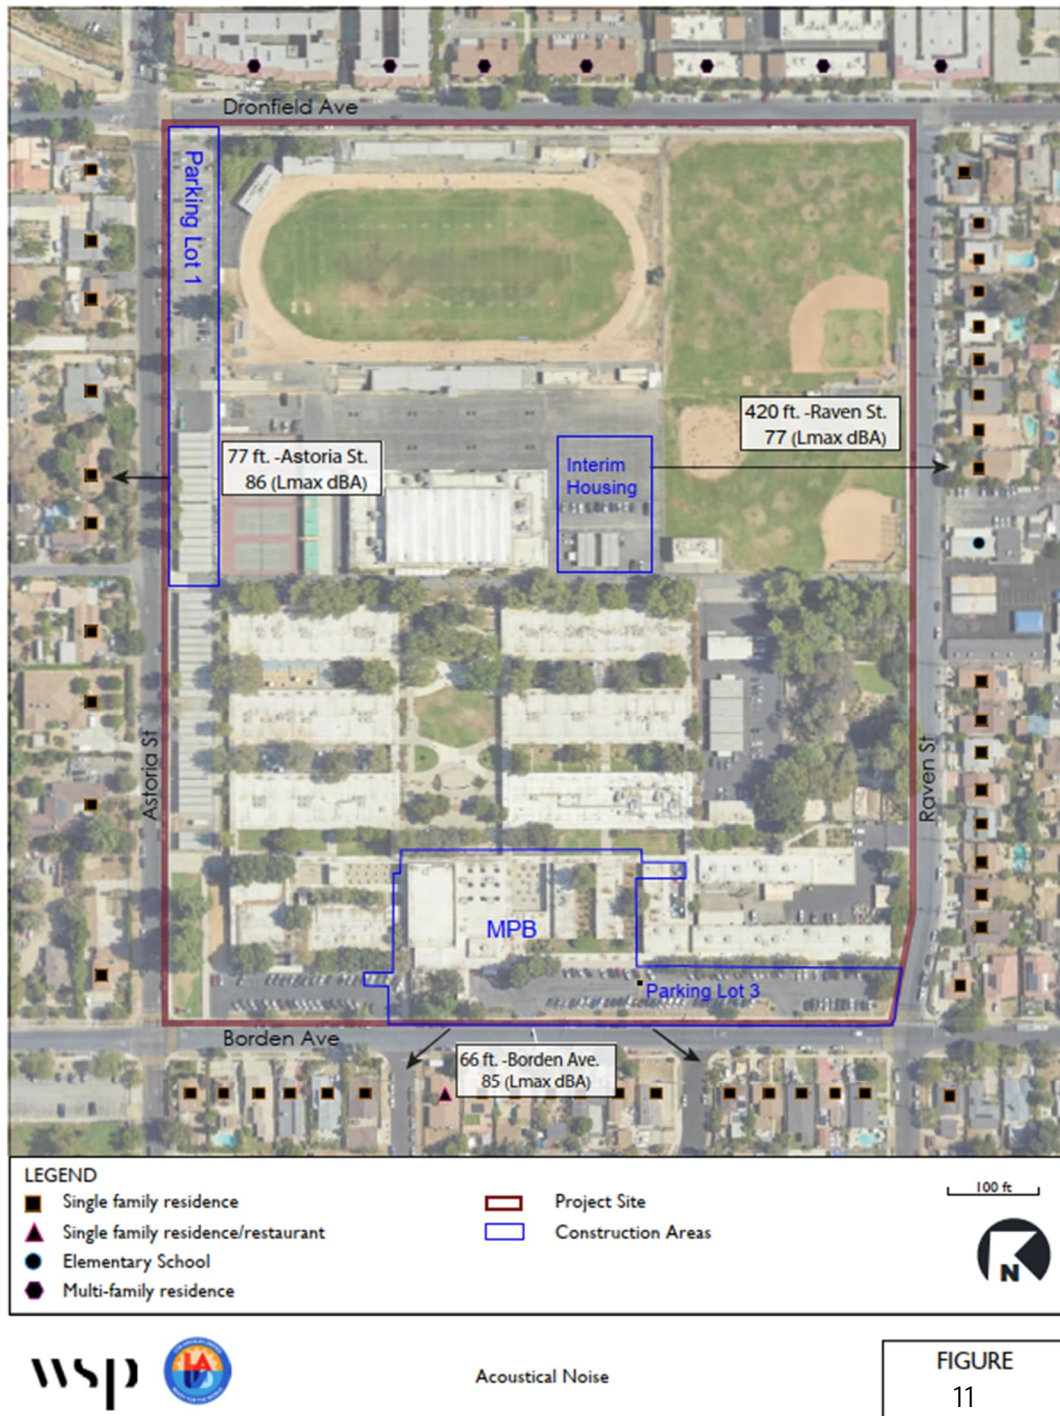 Dronfield Ave
Parking Lot 1
420 ft. -Raven St.
77 (Lmax dBA)
77 ft. -Astoria St.
86 (Lmax dBA)
Interim
Housing
Astoria St
Raven St
MPB
Parking Lot 3
Borden Ave
66 ft. -Borden Ave.
85 (Lmax dBA)
LEGEND
Single family residence
Single family residence/restaurant
Elementary School
Multi-family residence
Project Site
Construction Areas
100 ft
N
wsp
Acoustical Noise
FIGURE
11